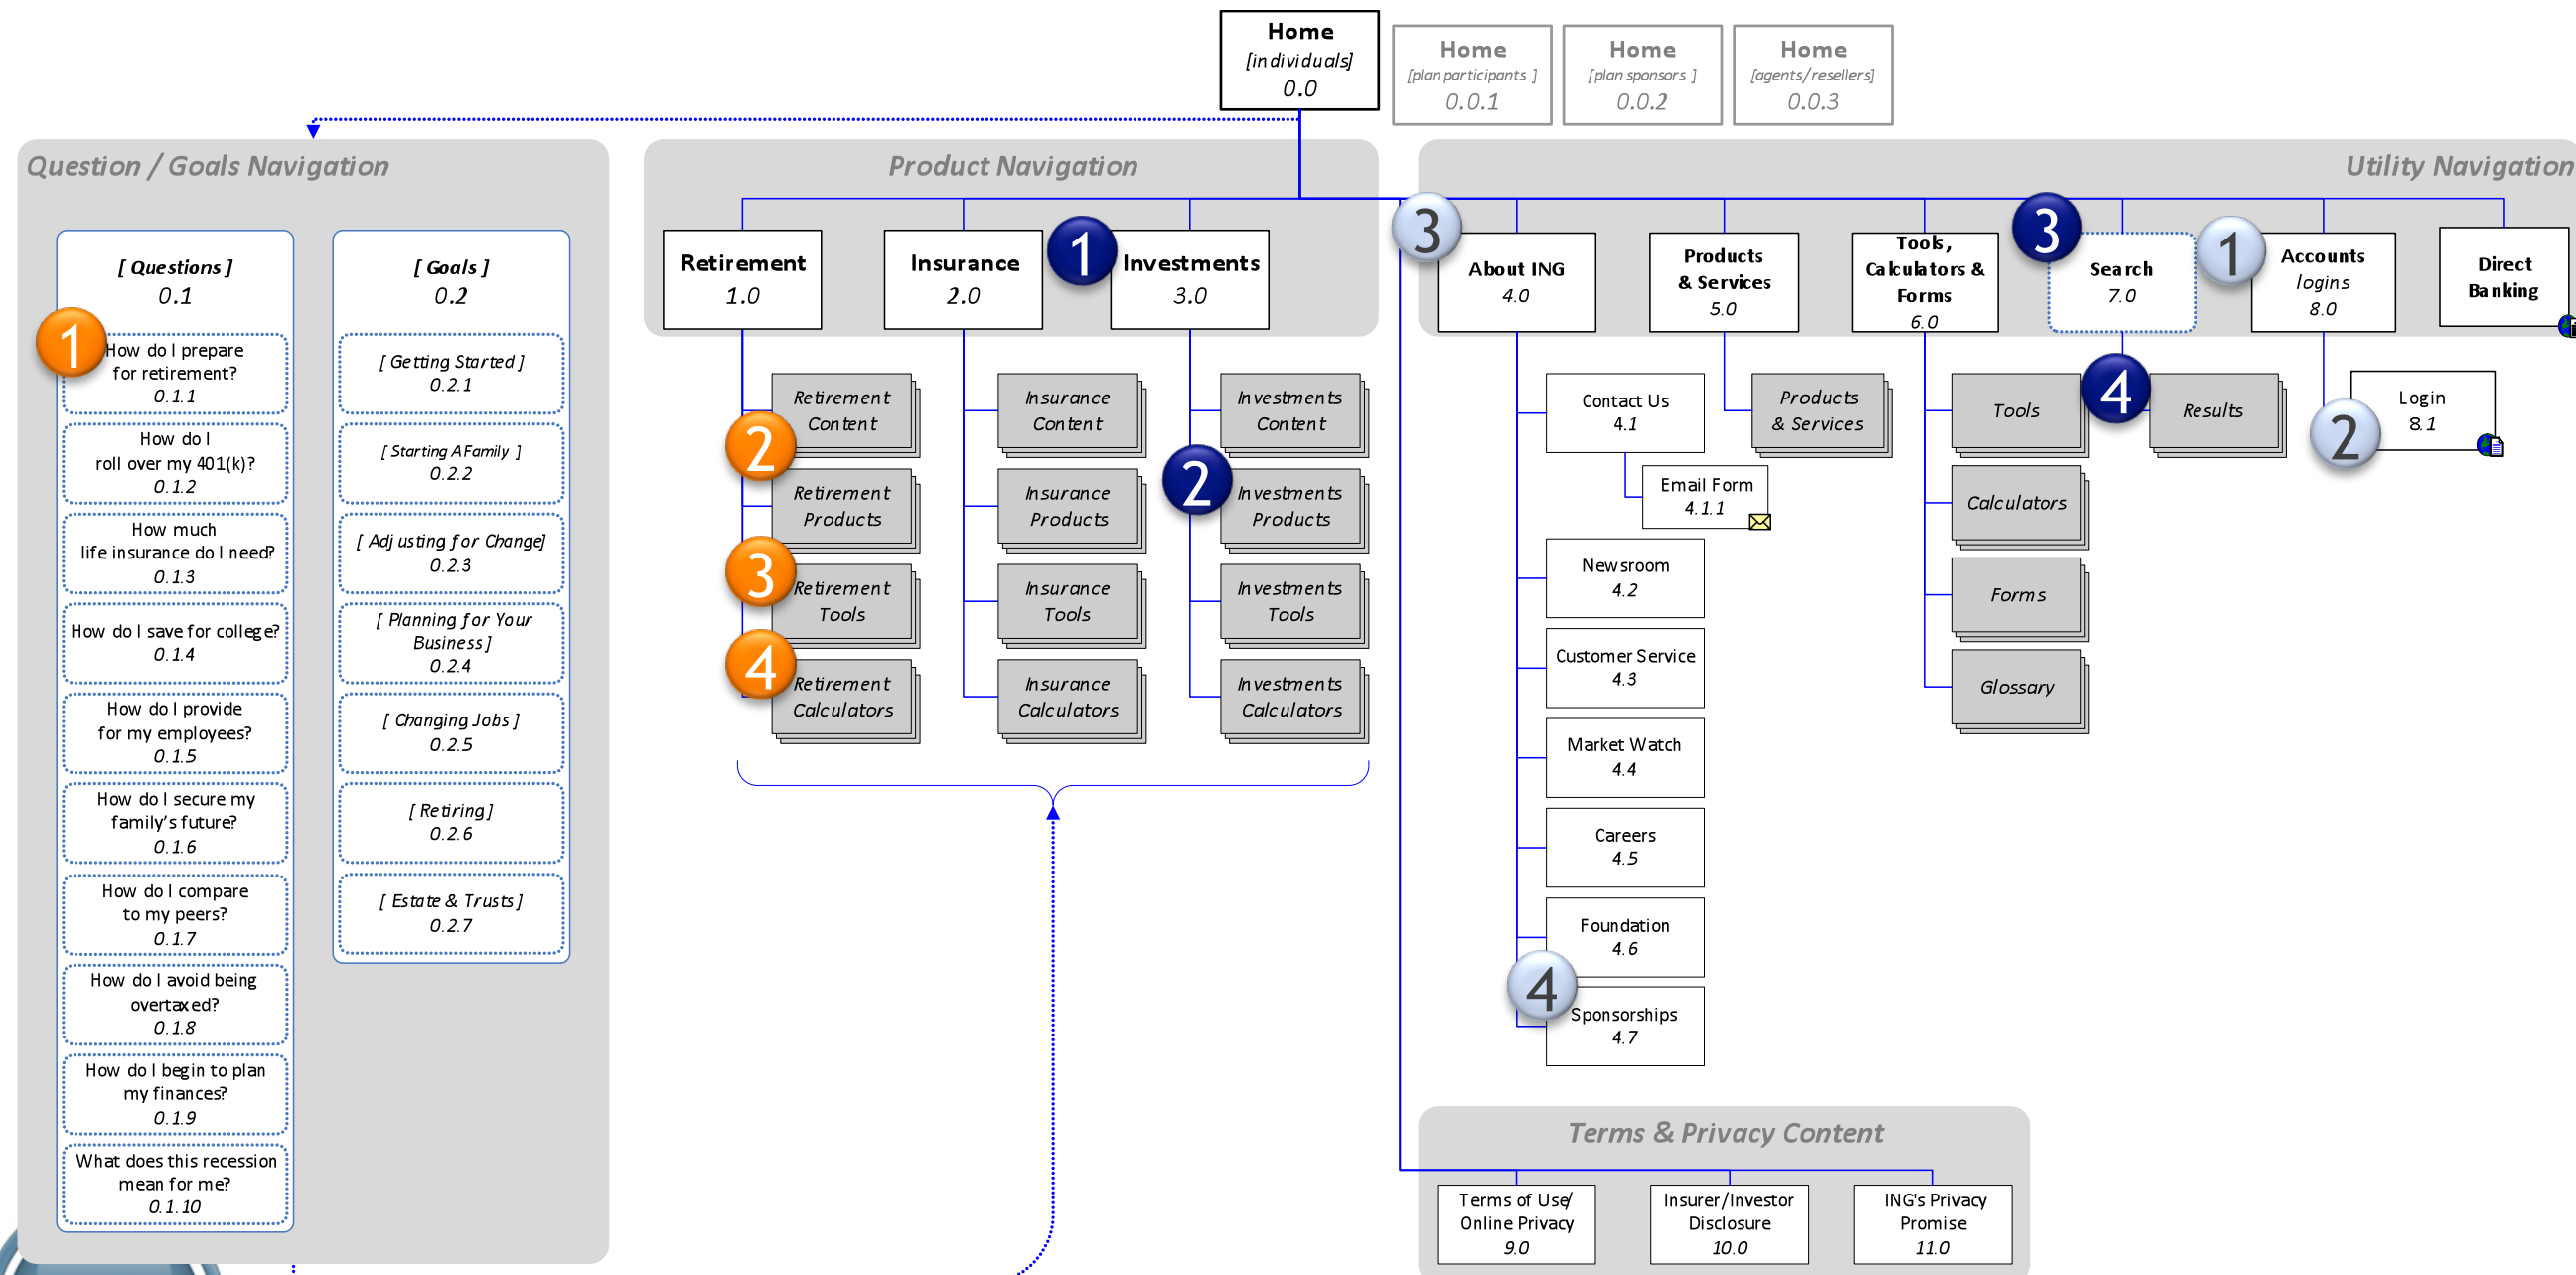 Home
[individuals]
0.0
Home
[plan participants ]
0.0.1
Home
[plan sponsors ]
0.0.2
Home
[agents/resellers]
0.0.3
Question / Goals Navigation
[ Questions ]
0.1
1
How do I prepare
for retirement?
0.1.1
How do I
roll over my 401(k)?
0.1.2
How much
life insurance do I need?
0.1.3
How do I save for college?
0.1.4
How do I provide
for my employees?
0.1.5
How do I secure my
family's future?
0.1.6
How do I compare
to my peers?
0.1.7
How do I avoid being
overtaxed?
0.1.8
How do I begin to plan
my finances?
0.1.9
What does this recession
mean for me?
0.1.10
[ Goals ]
0.2
[ Getting Started ]
0.2.1
[ Starting A Family ]
0.2.2
[ Adjusting for Change]
0.2.3
[ Planning for Your
Business ]
0.2.4
[ Changing Jobs ]
0.2.5
[ Retiring ]
0.2.6
[ Estate & Trusts ]
0.2.7
Product Navigation
Retirement
1.0
Insurance
2.0
1
Investments
3.0
Retirement
Content
2
Retirement
Products
3
Retirement
Tools
4
Retirement
Calculators
Insurance
Content
Insurance
Products
Insurance
Tools
Insurance
Calculators
Investments
Content
2
Investments
Products
Investments
Tools
Investments
Calculators
Utility Navigation
3
About ING
4.0
Products
& Services
5.0
Tools,
Calculators &
Forms
6.0
3
Search
7.0
1
Accounts
logins
8.0
Direct
Banking
Contact Us
4.1
Email Form
4.1.1
Newsroom
4.2
Customer Service
4.3
Market Watch
4.4
Careers
4.5
Foundation
4.6
4
Sponsorships
4.7
Products
& Services
Tools
Calculators
Forms
Glossary
4
Results
2
Login
8.1
Terms & Privacy Content
Terms of Use/
Online Privacy
9.0
Insurer/Investor
Disclosure
10.0
ING's Privacy
Promise
11.0